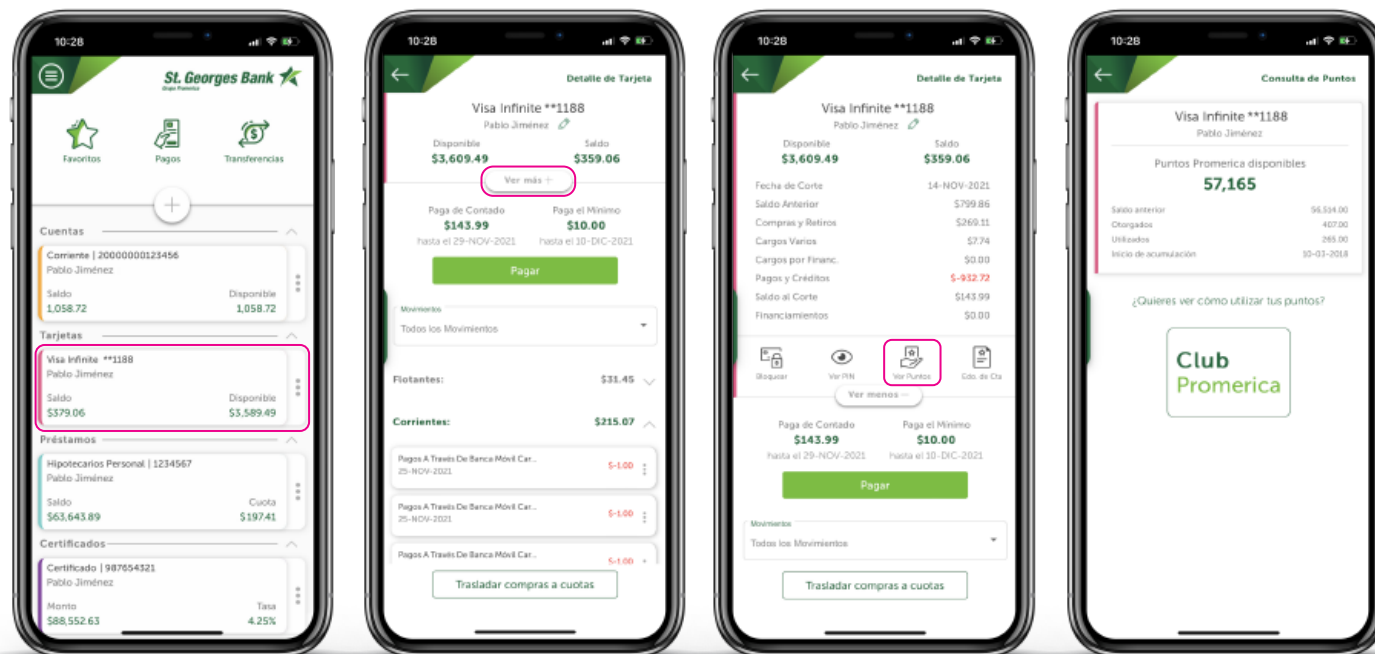 10:28
St. Georges Bank
Grupo Promerica
Favoritos Pagos Transferencias
Cuentas
Corriente | 20000000123456
Pablo Jiménez
Saldo Disponible
1,058.72 1,058.72
Tarjetas
Visa Infinite **1188
Pablo Jiménez
Saldo Disponible
$379.06 $3,589.49
Préstamos
Hipotecarios Personal | 1234567
Pablo Jiménez
Saldo Cuota
$63,643.89 $197.41
Certificados
Certificado | 987654321
Pablo Jiménez
Monto Tasa
$88,552.63 4.25%
10:28
Detalle de Tarjeta
Visa Infinite **1188
Pablo Jiménez
Disponible Saldo
$3,609.49 $359.06
Ver más +
Paga de Contado Paga el Mínimo
$143.99 $10.00
hasta el 29-NOV-2021 hasta el 10-DIC-2021
Pagar
Movimientos
Todos los Movimientos
Flotantes: $31.45
Corrientes: $215.07
Pagos A Través De Banca Móvil Car...
25-NOV-2021
$-1.00
Pagos A Través De Banca Móvil Car...
25-NOV-2021
$-1.00
Pagos A Través De Banca Móvil Car...
$-1.00
Trasladar compras a cuotas
10:28
Detalle de Tarjeta
Visa Infinite **1188
Pablo Jiménez
Disponible Saldo
$3,609.49 $359.06
Fecha de Corte 14-NOV-2021
Saldo Anterior $799.86
Compras y Retiros $269.11
Cargos Varios $7.74
Cargos por Financ. $0.00
Pagos y Créditos $-932.72
Saldo al Corte $143.99
Financiamientos $0.00
Bloquear Ver PIN Ver Puntos Edo. de Cta
Ver menos −
Paga de Contado Paga el Mínimo
$143.99 $10.00
hasta el 29-NOV-2021 hasta el 10-DIC-2021
Pagar
Movimientos
Todos los Movimientos
Trasladar compras a cuotas
10:28
Consulta de Puntos
Visa Infinite **1188
Pablo Jiménez
Puntos Promerica disponibles
57,165
Saldo anterior 56,514.00
Otorgados 407.00
Utilizados 265.00
Inicio de acumulación 10-03-2018
¿Quieres ver cómo utilizar tus puntos?
Club
Promerica